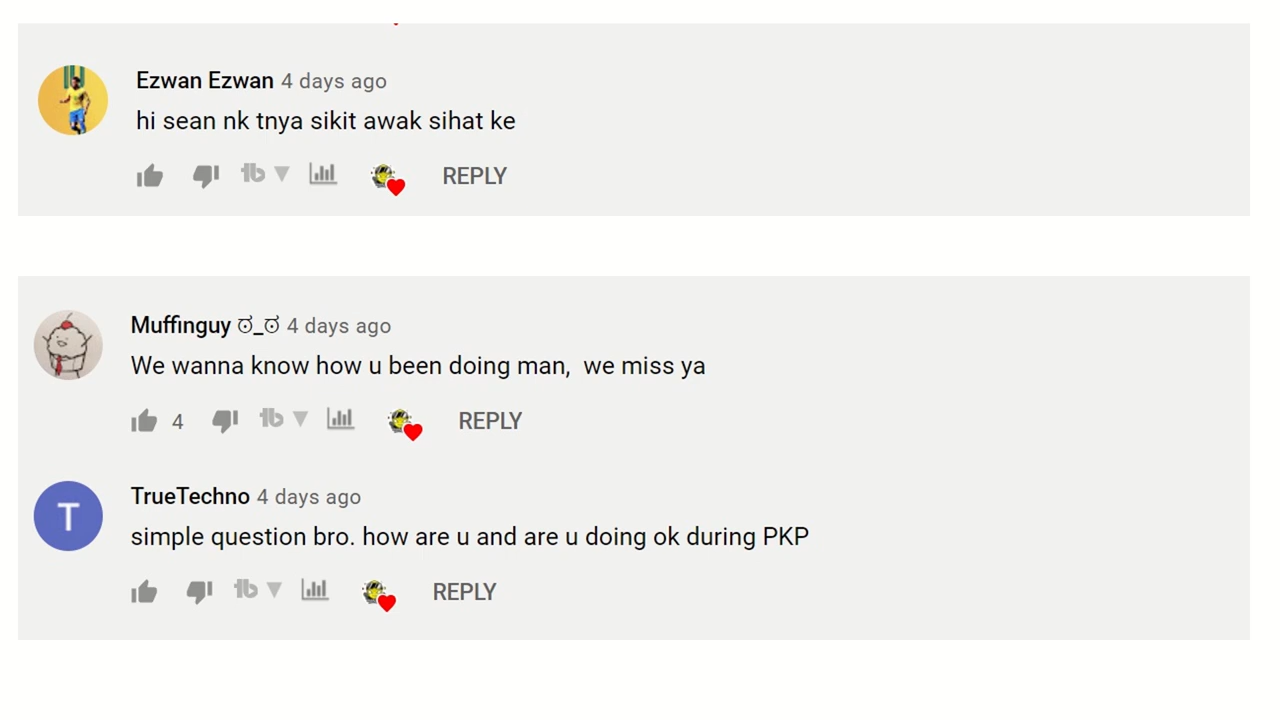 Ezwan Ezwan 4 days ago
hi sean nk tnya sikit awak sihat ke
REPLY
Muffinguy ಠ_ಠ 4 days ago
We wanna know how u been doing man,  we miss ya
4 REPLY
T
TrueTechno 4 days ago
simple question bro. how are u and are u doing ok during PKP
REPLY